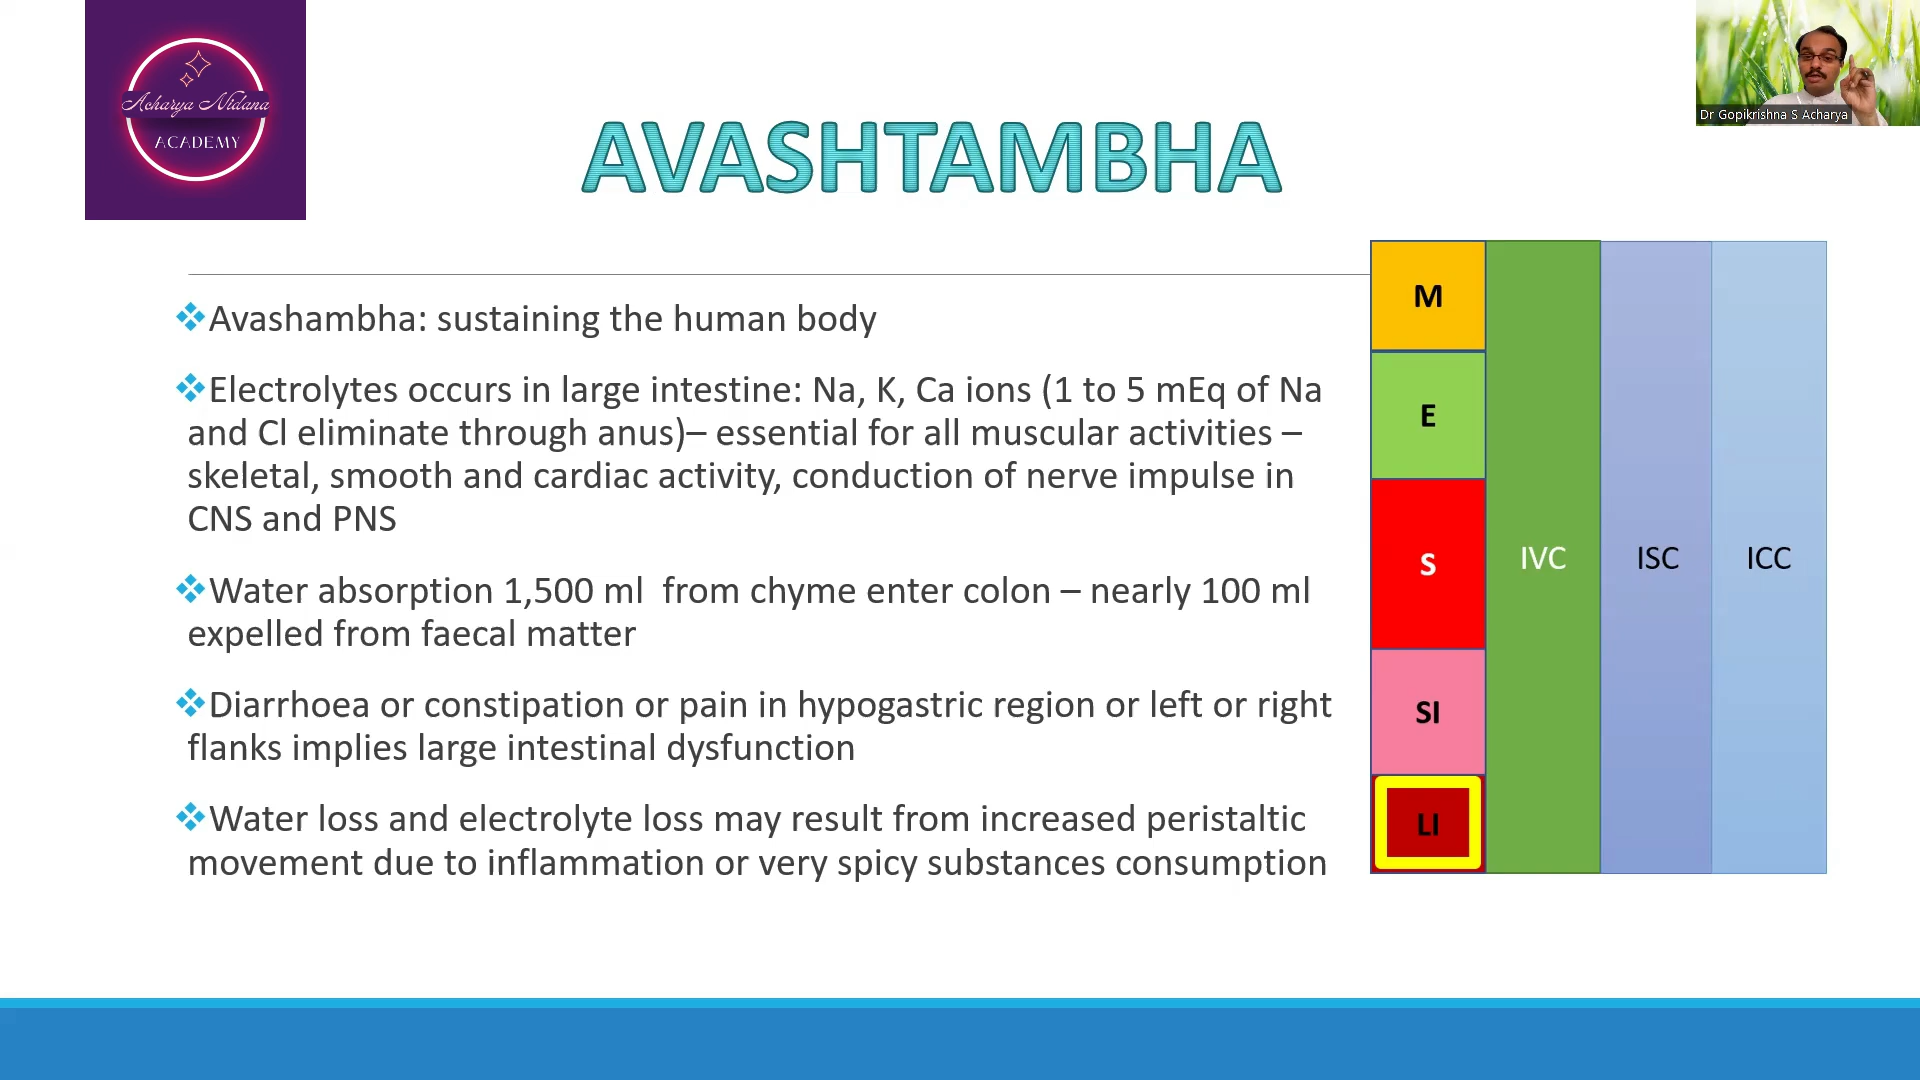 Acharya Nidana
ACADEMY
Dr Gopikrishna S Acharya
AVASHTAMBHA
❖Avashambha: sustaining the human body
❖Electrolytes occurs in large intestine: Na, K, Ca ions (1 to 5 mEq of Na
and Cl eliminate through anus)– essential for all muscular activities –
skeletal, smooth and cardiac activity, conduction of nerve impulse in
CNS and PNS
❖Water absorption 1,500 ml  from chyme enter colon – nearly 100 ml
expelled from faecal matter
❖Diarrhoea or constipation or pain in hypogastric region or left or right
flanks implies large intestinal dysfunction
❖Water loss and electrolyte loss may result from increased peristaltic
movement due to inflammation or very spicy substances consumption
M
E
S
SI
LI
IVC
ISC
ICC